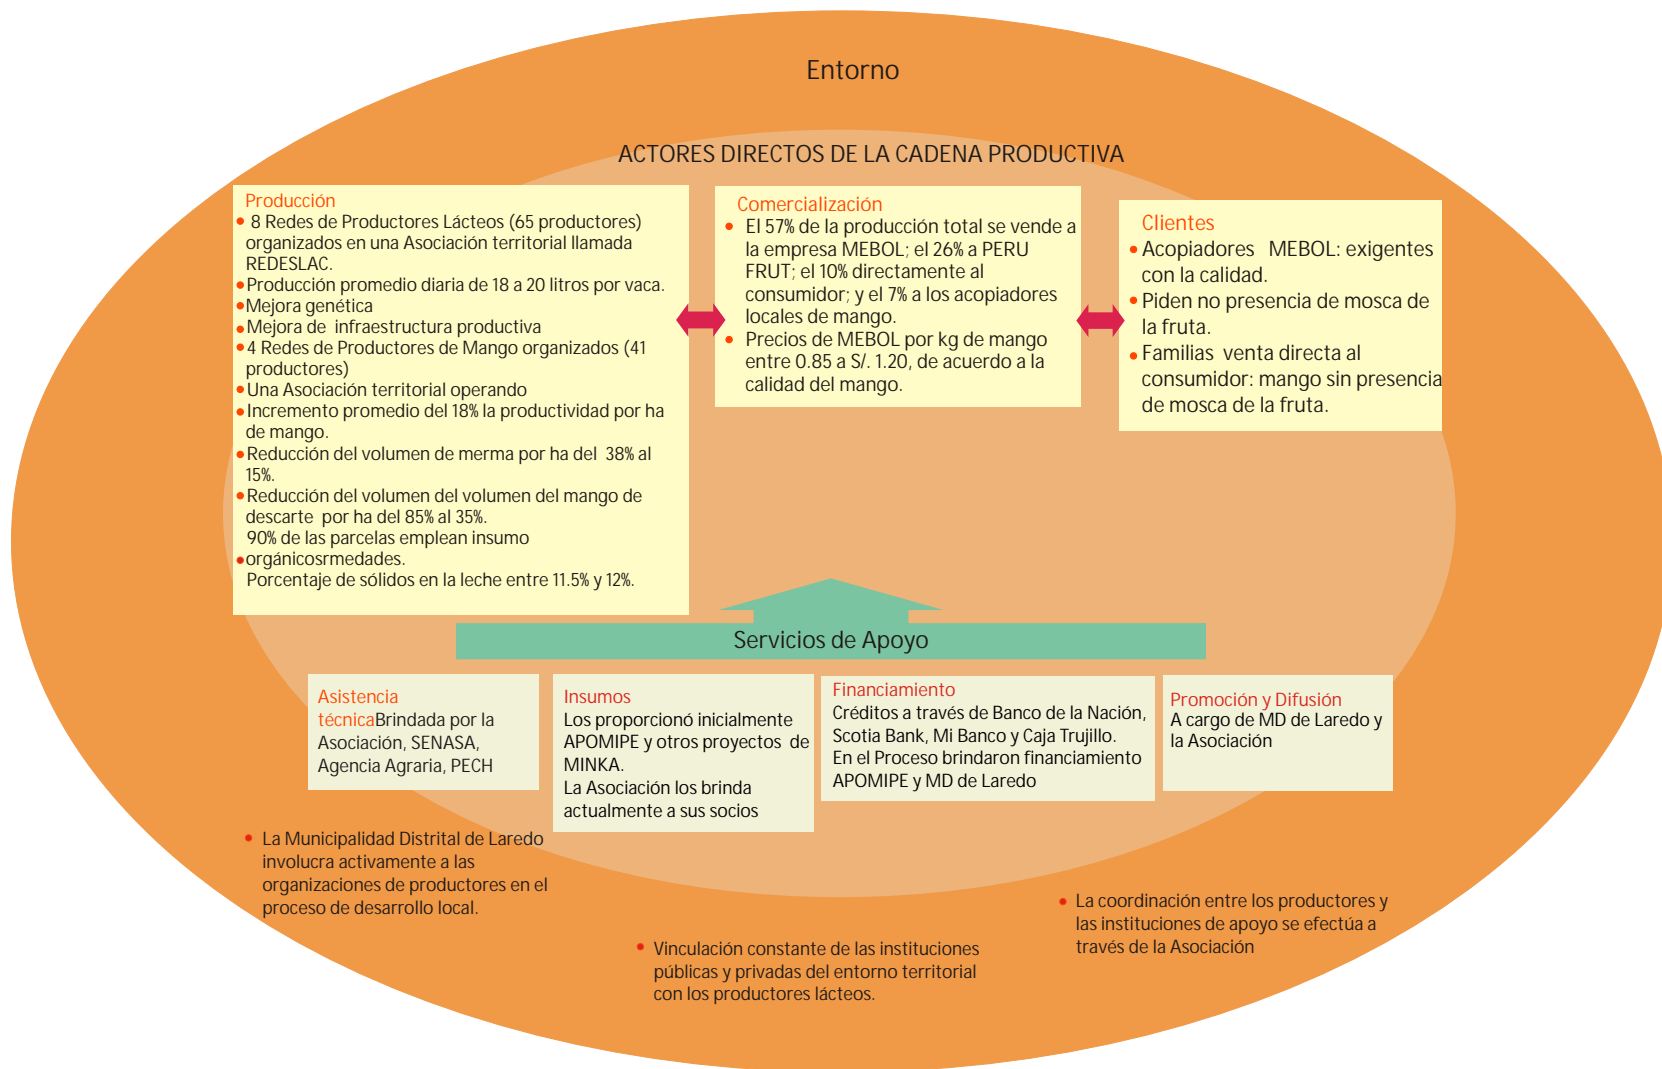 Entorno
ACTORES DIRECTOS DE LA CADENA PRODUCTIVA
Producción
• 8 Redes de Productores Lácteos (65 productores)
organizados en una Asociación territorial llamada
REDESLAC.
• Producción promedio diaria de 18 a 20 litros por vaca.
• Mejora genética
• Mejora de infraestructura productiva
• 4 Redes de Productores de Mango organizados (41
productores)
• Una Asociación territorial operando
• Incremento promedio del 18% la productividad por ha
de mango.
• Reducción del volumen de merma por ha del 38% al
15%.
• Reducción del volumen del volumen del mango de
descarte por ha del 85% al 35%.
90% de las parcelas emplean insumo
• orgánicosrmedades.
Porcentaje de sólidos en la leche entre 11.5% y 12%.
Comercialización
• El 57% de la producción total se vende a
la empresa MEBOL; el 26% a PERU
FRUT; el 10% directamente al
consumidor; y el 7% a los acopiadores
locales de mango.
• Precios de MEBOL por kg de mango
entre 0.85 a S/. 1.20, de acuerdo a la
calidad del mango.
Clientes
• Acopiadores MEBOL: exigentes
con la calidad.
• Piden no presencia de mosca de
la fruta.
• Familias venta directa al
consumidor: mango sin presencia
de mosca de la fruta.
Servicios de Apoyo
Asistencia
técnicaBrindada por la
Asociación, SENASA,
Agencia Agraria, PECH
Insumos
Los proporcionó inicialmente
APOMIPE y otros proyectos de
MINKA.
La Asociación los brinda
actualmente a sus socios
Financiamiento
Créditos a través de Banco de la Nación,
Scotia Bank, Mi Banco y Caja Trujillo.
En el Proceso brindaron financiamiento
APOMIPE y MD de Laredo
Promoción y Difusión
A cargo de MD de Laredo y
la Asociación
• La Municipalidad Distrital de Laredo
involucra activamente a las
organizaciones de productores en el
proceso de desarrollo local.
• Vinculación constante de las instituciones
públicas y privadas del entorno territorial
con los productores lácteos.
• La coordinación entre los productores y
las instituciones de apoyo se efectúa a
través de la Asociación